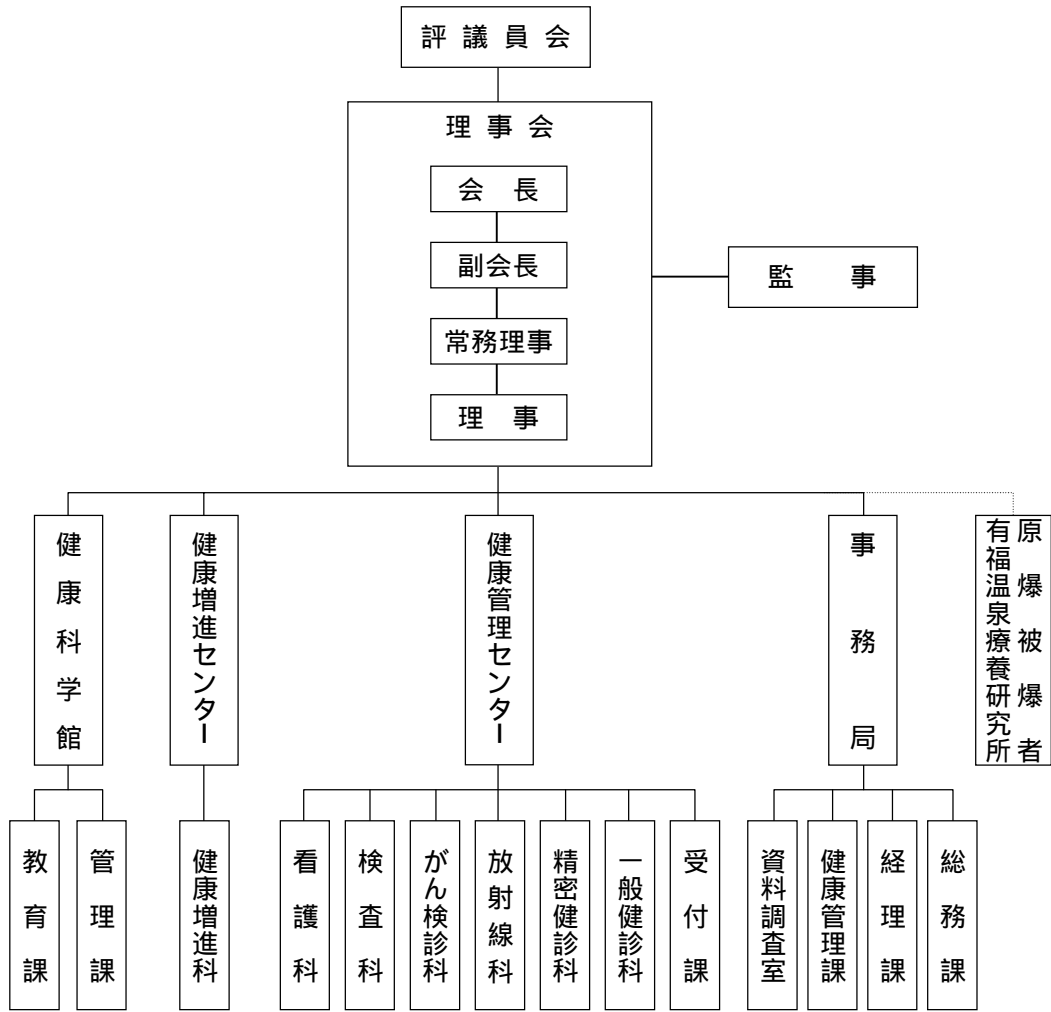 評議員会
理事会
会長
副会長
常務理事
理事
監事
健康科学館
健康増進センター
健康管理センター
事務局
原爆被爆者
有福温泉療養研究所
教育課
管理課
健康増進科
看護科
検査科
がん検診科
放射線科
精密健診科
一般健診科
受付課
資料調査室
健康管理課
経理課
総務課